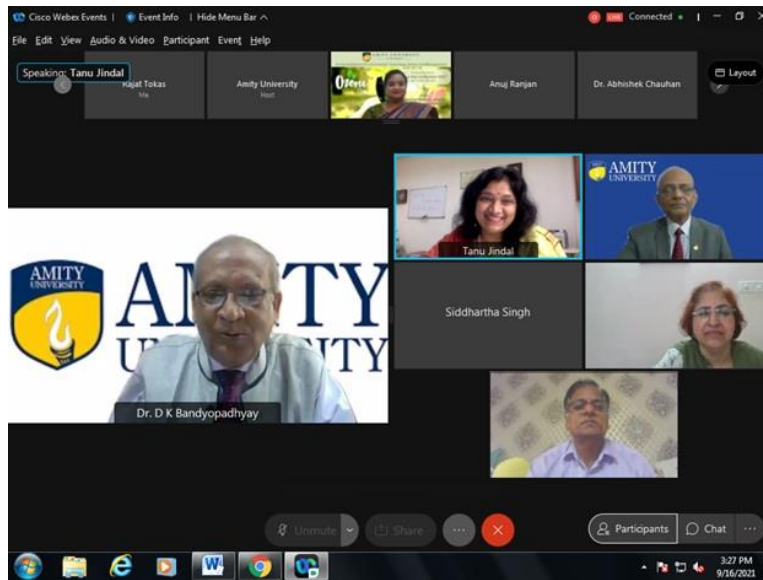 Cisco Webex Events | Event Info | Hide Menu Bar
LIVE Connected
File Edit View Audio & Video Participant Event Help
Speaking: Tanu Jindal
Rajat Tokas
Me
Amity University
Host
Anuj Ranjan
Dr. Abhishek Chauhan
Layout
AMITY
UNIVERSITY
AMITY
UNIVERSITY
Dr. D K Bandyopadhyay
Tanu Jindal
AMITY
UNIVERSITY
Siddhartha Singh
Unmute
Share
Participants
Chat
3:27 PM
9/16/2021